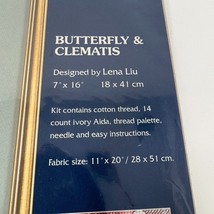 BUTTERFLY &
CLEMATIS
Designed by Lena Liu
7" x 16" 18 x 41 cm
Kit contains cotton thread, 14
count ivory Aida, thread palette,
needle and easy instructions.
Fabric size: 11" x 20"/ 28 x 51 cm.